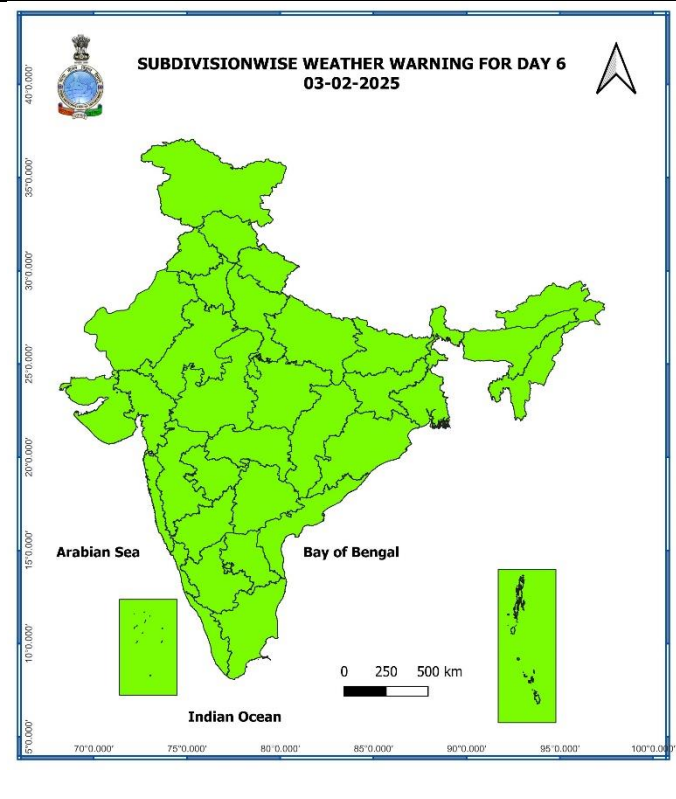 SUBDIVISIONWISE WEATHER WARNING FOR DAY 6
03-02-2025
40°0.000'
35°0.000'
30°0.000'
25°0.000'
20°0.000'
15°0.000'
10°0.000'
5°0.000'
Arabian Sea
Bay of Bengal
0 250 500 km
Indian Ocean
70°0.000' 75°0.000' 80°0.000' 85°0.000' 90°0.000' 95°0.000' 100°0.000'